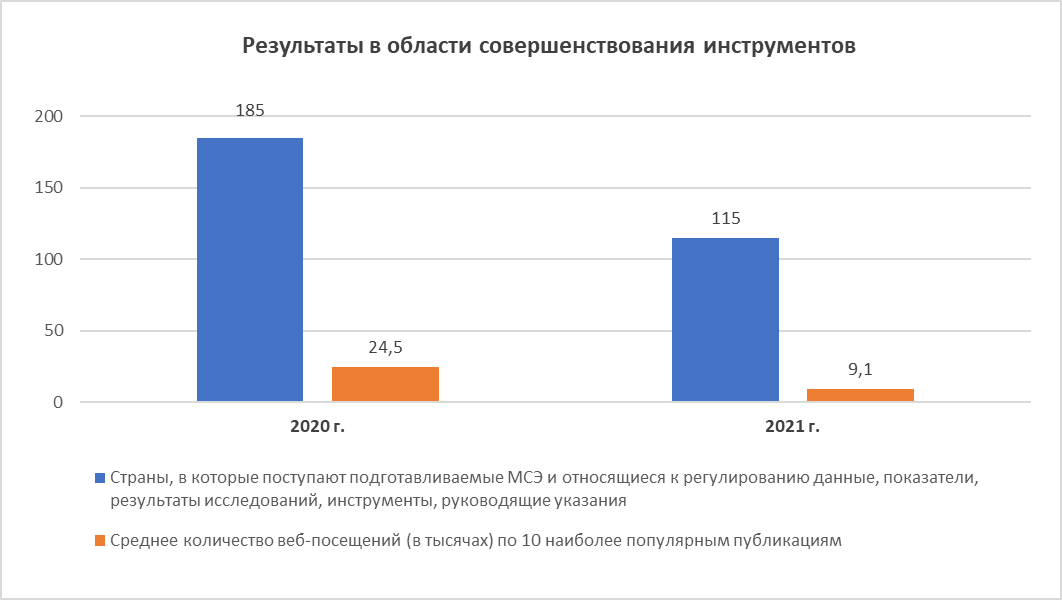 Результаты в области совершенствования инструментов
200
150
100
50
0
185
24,5
115
9,1
2020 г.
2021 г.
Страны, в которые поступают подготавливаемые МСЭ и относящиеся к регулированию данные, показатели,
результаты исследований, инструменты, руководящие указания
Среднее количество веб-посещений (в тысячах) по 10 наиболее популярным публикациям